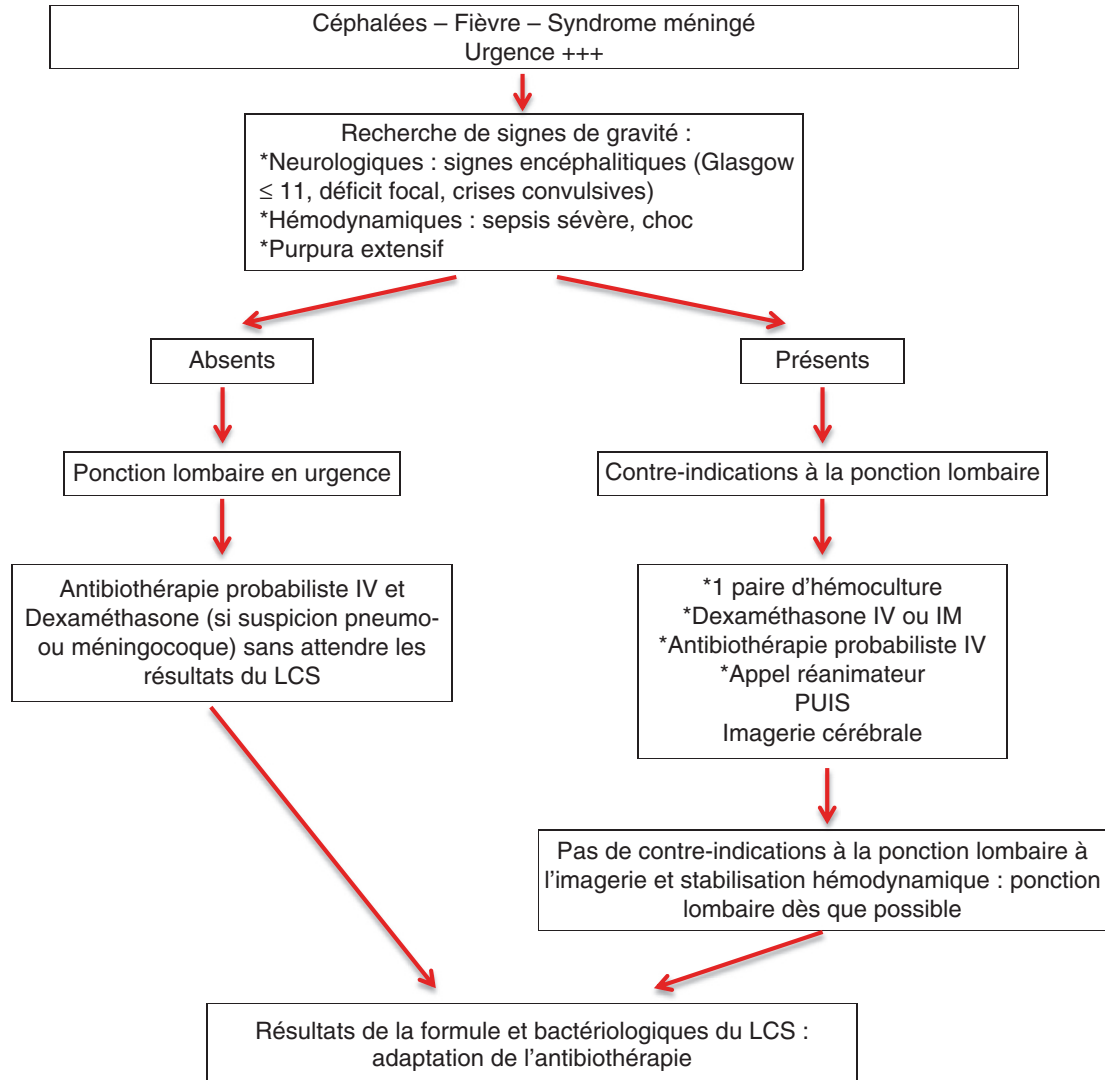 Céphalées – Fièvre – Syndrome méningé
Urgence +++
Recherche de signes de gravité :
*Neurologiques : signes encéphalitiques (Glasgow
≤ 11, déficit focal, crises convulsives)
*Hémodynamiques : sepsis sévère, choc
*Purpura extensif
Absents
Présents
Ponction lombaire en urgence
Contre-indications à la ponction lombaire
Antibiothérapie probabiliste IV et
Dexaméthasone (si suspicion pneumo-
ou méningocoque) sans attendre les
résultats du LCS
*1 paire d'hémoculture
*Dexaméthasone IV ou IM
*Antibiothérapie probabiliste IV
*Appel réanimateur
PUIS
Imagerie cérébrale
Pas de contre-indications à la ponction lombaire à
l'imagerie et stabilisation hémodynamique : ponction
lombaire dès que possible
Résultats de la formule et bactériologiques du LCS :
adaptation de l'antibiothérapie